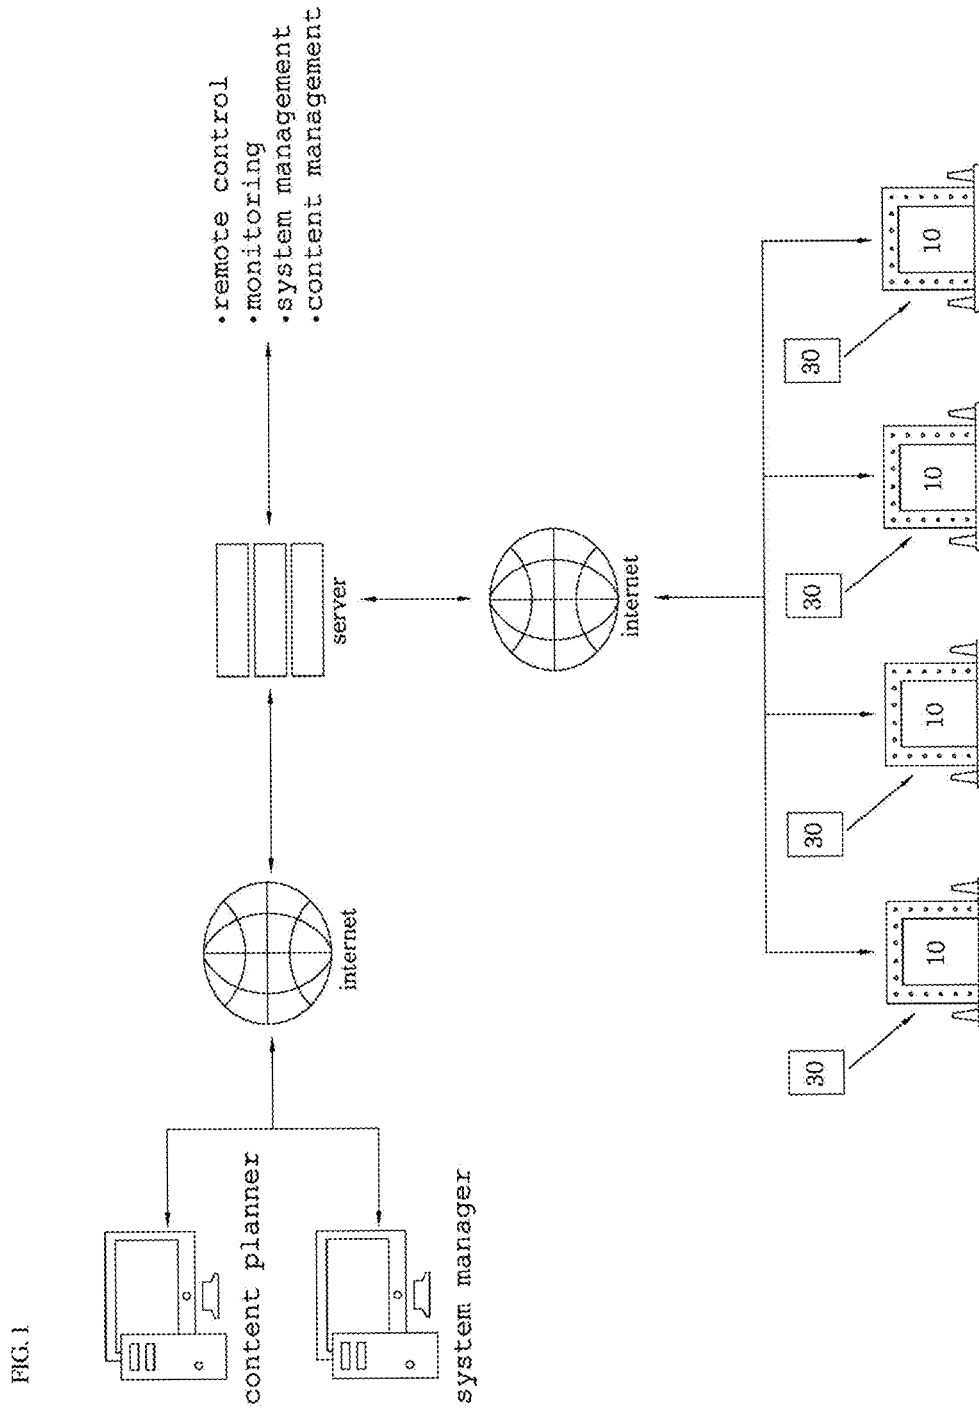 FIG. 1
content planner
system manager
internet
server
·remote control
·monitoring
·system management
·content management
internet
30
10
30
10
30
10
30
10